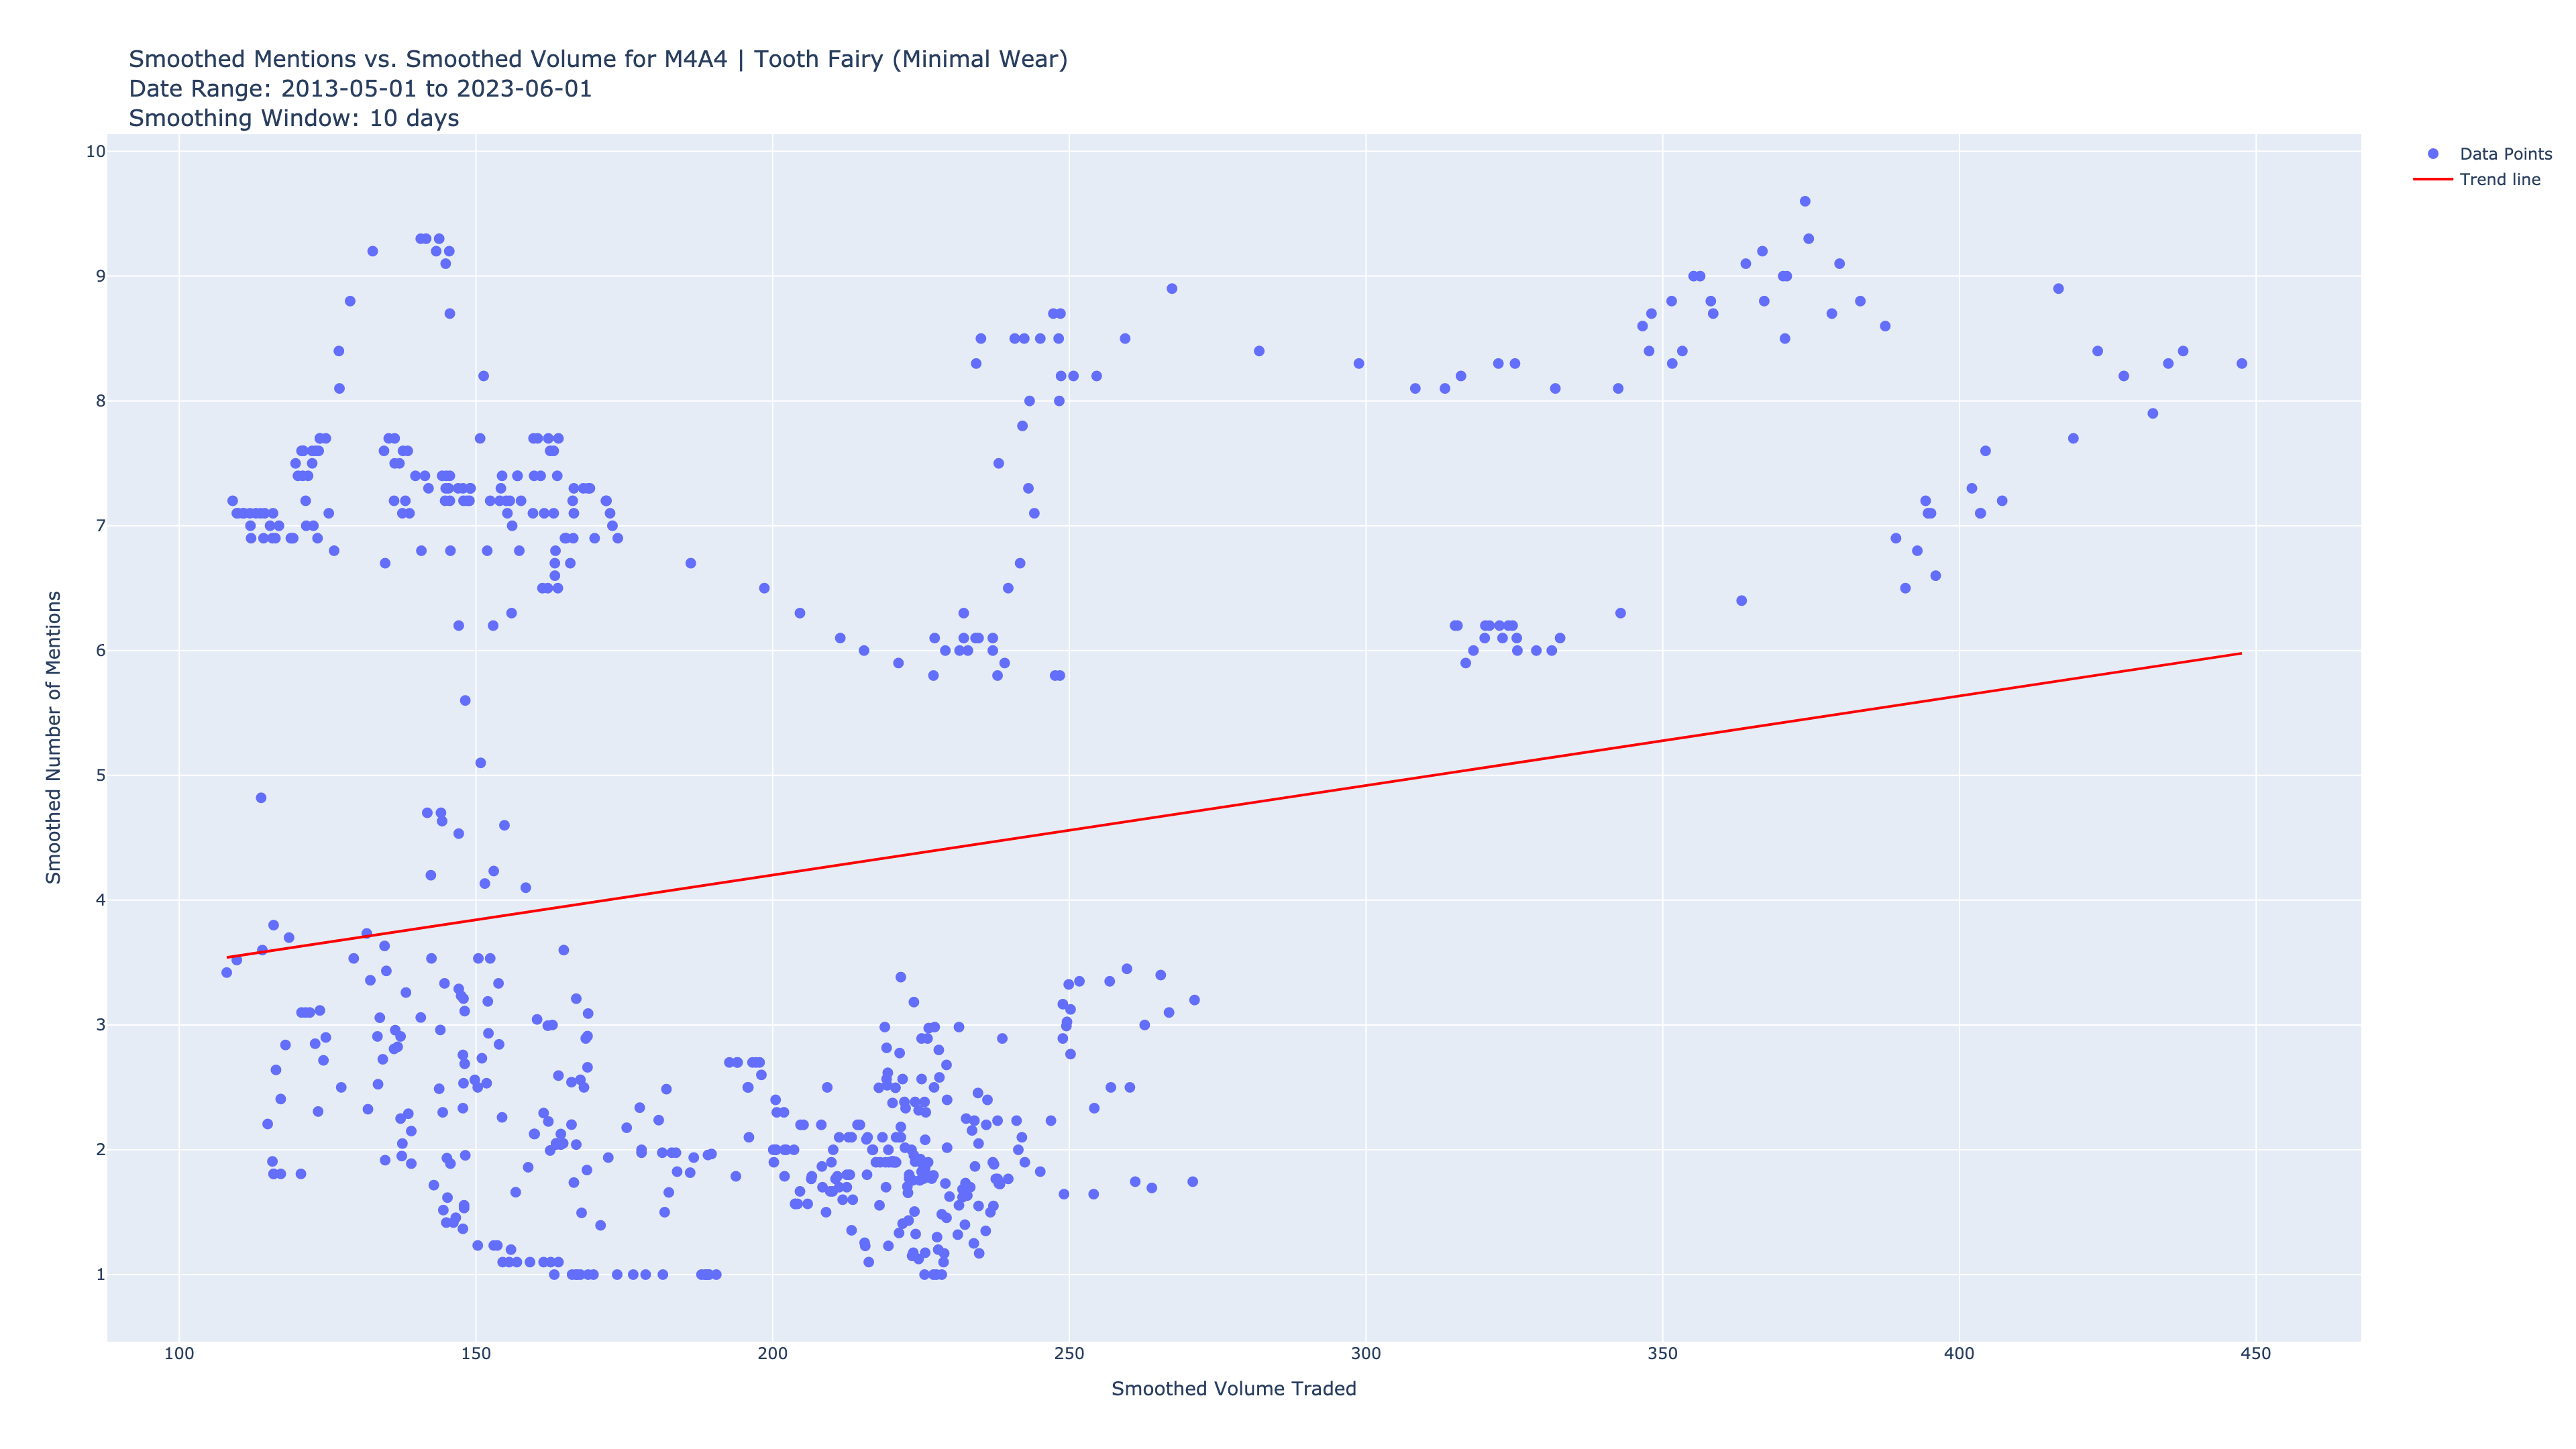 Smoothed Mentions vs. Smoothed Volume for M4A4 | Tooth Fairy (Minimal Wear)
Date Range: 2013-05-01 to 2023-06-01
Smoothing Window: 10 days
Data Points
Trend line
10
9
8
7
6
5
4
3
2
1
Smoothed Number of Mentions
100
150
200
250
300
350
400
450
Smoothed Volume Traded